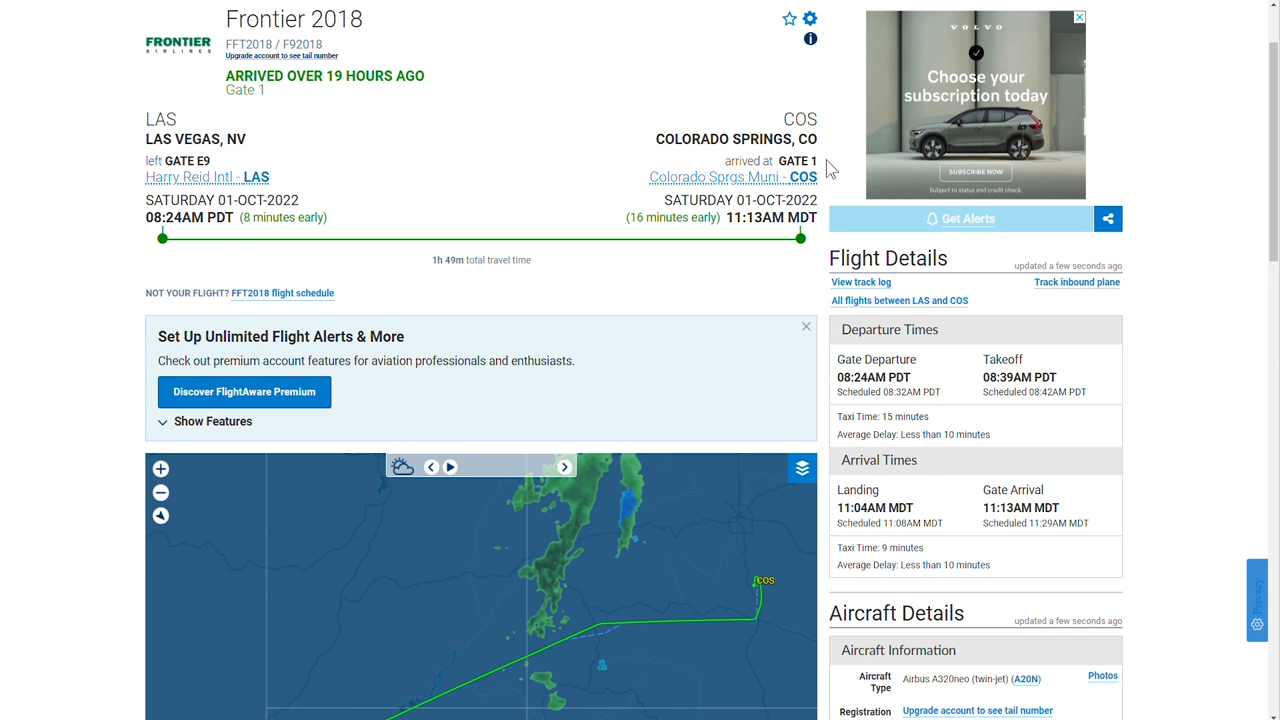 Frontier 2018
FRONTIER
AIRLINES
FFT2018 / F92018
Upgrade account to see tail number
ARRIVED OVER 19 HOURS AGO
Gate 1
LAS
LAS VEGAS, NV
left GATE E9
Harry Reid Intl - LAS
SATURDAY 01-OCT-2022
08:24AM PDT (8 minutes early)
COS
COLORADO SPRINGS, CO
arrived at GATE 1
Colorado Sprgs Muni - COS
SATURDAY 01-OCT-2022
(16 minutes early) 11:13AM MDT
1h 49m total travel time
NOT YOUR FLIGHT? FFT2018 flight schedule
Set Up Unlimited Flight Alerts & More
Check out premium account features for aviation professionals and enthusiasts.
Discover FlightAware Premium
Show Features
COS
VOLVO
Choose your
subscription today
SUBSCRIBE NOW
Subject to status and credit check.
Get Alerts
Flight Details
updated a few seconds ago
View track log
Track inbound plane
All flights between LAS and COS
Departure Times
Gate Departure
08:24AM PDT
Scheduled 08:32AM PDT
Takeoff
08:39AM PDT
Scheduled 08:42AM PDT
Taxi Time: 15 minutes
Average Delay: Less than 10 minutes
Arrival Times
Landing
11:04AM MDT
Scheduled 11:08AM MDT
Gate Arrival
11:13AM MDT
Scheduled 11:29AM MDT
Taxi Time: 9 minutes
Average Delay: Less than 10 minutes
Aircraft Details
updated a few seconds ago
Aircraft Information
Aircraft
Type
Airbus A320neo (twin-jet) (A20N)
Photos
Registration
Upgrade account to see tail number
Privacy